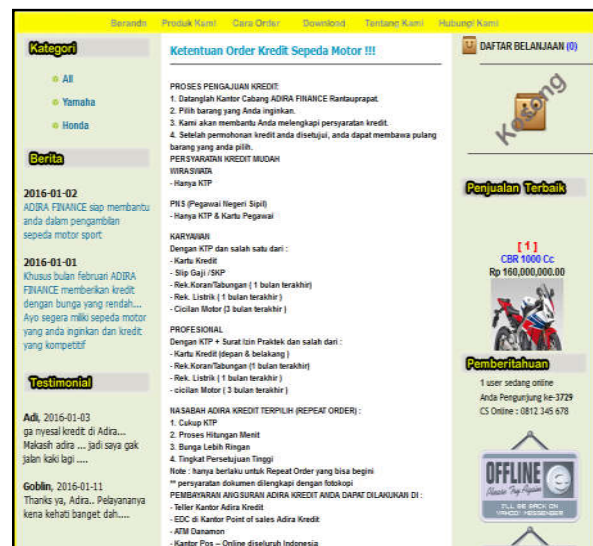 Beranda Produk Kami Cara Order Download Tentang Kami Hubungi Kami
Kategori
All
Yamaha
Honda
Berita
2016-01-02
ADIRA FINANCE siap membantu
anda dalam pengambilan
sepeda motor sport
2016-01-01
Khusus bulan februari ADIRA
FINANCE memberikan kredit
dengan bunga yang rendah...
Ayo segera miliki sepeda motor
yang anda inginkan dan kredit
yang kompetitif
Testimonial
Adi, 2016-01-03
ga nyesal kredit di Adira...
Makasih adira ... jadi saya gak
jalan kaki lagi ....
Goblin, 2016-01-11
Thanks ya, Adira.. Pelayananya
kena kehati banget dah....
Ketentuan Order Kredit Sepeda Motor !!!
PROSES PENGAJUAN KREDIT:
1. Datanglah Kantor Cabang ADIRA FINANCE Rantauprapat.
2. Pilih barang yang Anda inginkan.
3. Kami akan membantu Anda melengkapi persyaratan kredit.
4. Setelah permohonan kredit anda disetujui, anda dapat membawa pulang
barang yang anda pilih.
PERSYARATAN KREDIT MUDAH
WIRASWATA
- Hanya KTP
PNS (Pegawai Negeri Sipil)
- Hanya KTP & Kartu Pegawai
KARYAWAN
Dengan KTP dan salah satu dari :
- Kartu Kredit
- Slip Gaji /SKP
- Rek.Koran/Tabungan ( 1 bulan terakhir)
- Rek. Listrik ( 1 bulan terakhir )
- Cicilan Motor (3 bulan terakhir )
PROFESIONAL
Dengan KTP + Surat Izin Praktek dan salah dari :
- Kartu Kredit (depan & belakang )
- Rek.Koran/Tabungan (1 bulan terakhir)
- Rek. Listrik ( 1 bulan terakhir )
- cicilan Motor ( 3 bulan terakhir )
NASABAH ADIRA KREDIT TERPILIH (REPEAT ORDER) :
1. Cukup KTP
2. Proses Hitungan Menit
3. Bunga Lebih Ringan
4. Tingkat Persetujuan Tinggi
Note : hanya berlaku untuk Repeat Order yang bisa begini
** persyaratan dokumen dilengkapi dengan fotokopi
PEMBAYARAN ANGSURAN ADIRA KREDIT ANDA DAPAT DILAKUKAN DI :
- Teller Kantor Adira Kredit
- EDC di Kantor Point of sales Adira Kredit
- ATM Danamon
- Kantor Pos – Online diseluruh Indonesia
DAFTAR BELANJAAN (0)
Kosong
Penjualan Terbaik
[ 1 ]
CBR 1000 Cc
Rp 160,000,000.00
Pemberitahuan
1 user sedang online
Anda Pengunjung ke-3729
CS Online : 0812 345 678
OFFLINE
Please Try Again
I'LL BE BACK ON
YAHOO! MESSENGER